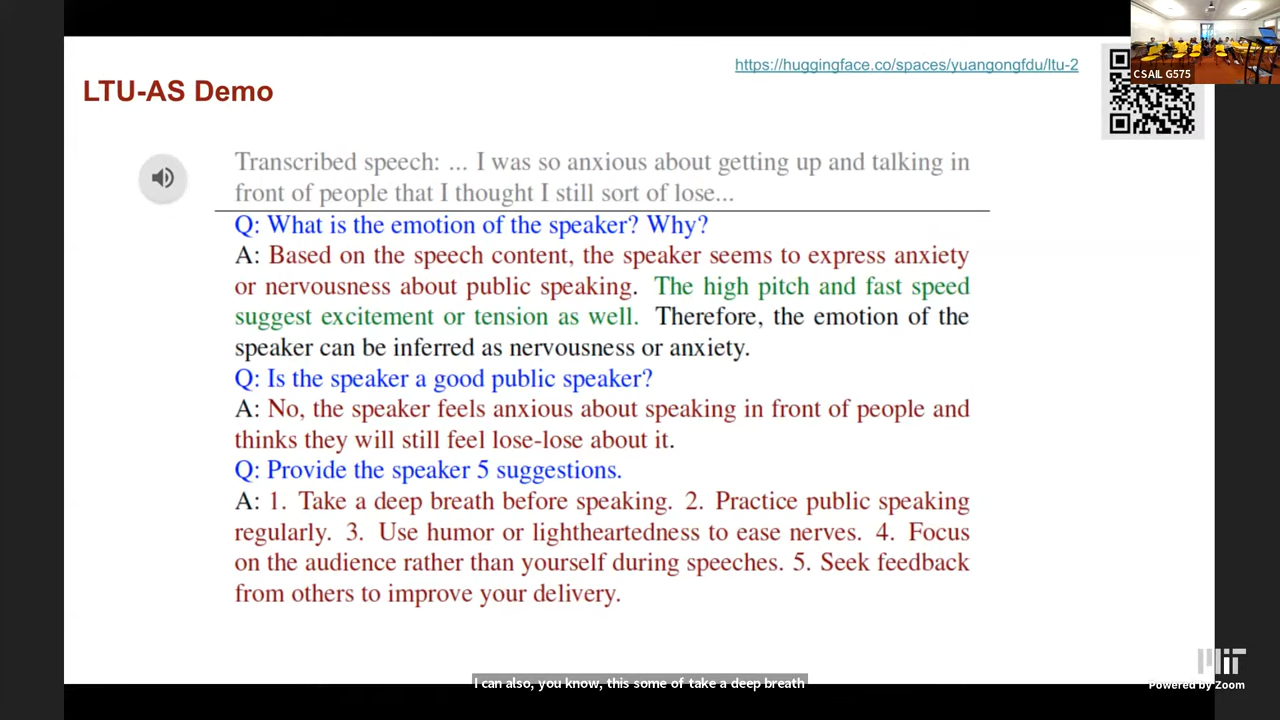 https://huggingface.co/spaces/yuangongfdu/ltu-2
CSAIL G575
LTU-AS Demo
Transcribed speech: ... I was so anxious about getting up and talking in
front of people that I thought I still sort of lose...
Q: What is the emotion of the speaker? Why?
A: Based on the speech content, the speaker seems to express anxiety
or nervousness about public speaking. The high pitch and fast speed
suggest excitement or tension as well. Therefore, the emotion of the
speaker can be inferred as nervousness or anxiety.
Q: Is the speaker a good public speaker?
A: No, the speaker feels anxious about speaking in front of people and
thinks they will still feel lose-lose about it.
Q: Provide the speaker 5 suggestions.
A: 1. Take a deep breath before speaking. 2. Practice public speaking
regularly. 3. Use humor or lightheartedness to ease nerves. 4. Focus
on the audience rather than yourself during speeches. 5. Seek feedback
from others to improve your delivery.
I can also, you know, this some of take a deep breath
MIT
Powered by Zoom